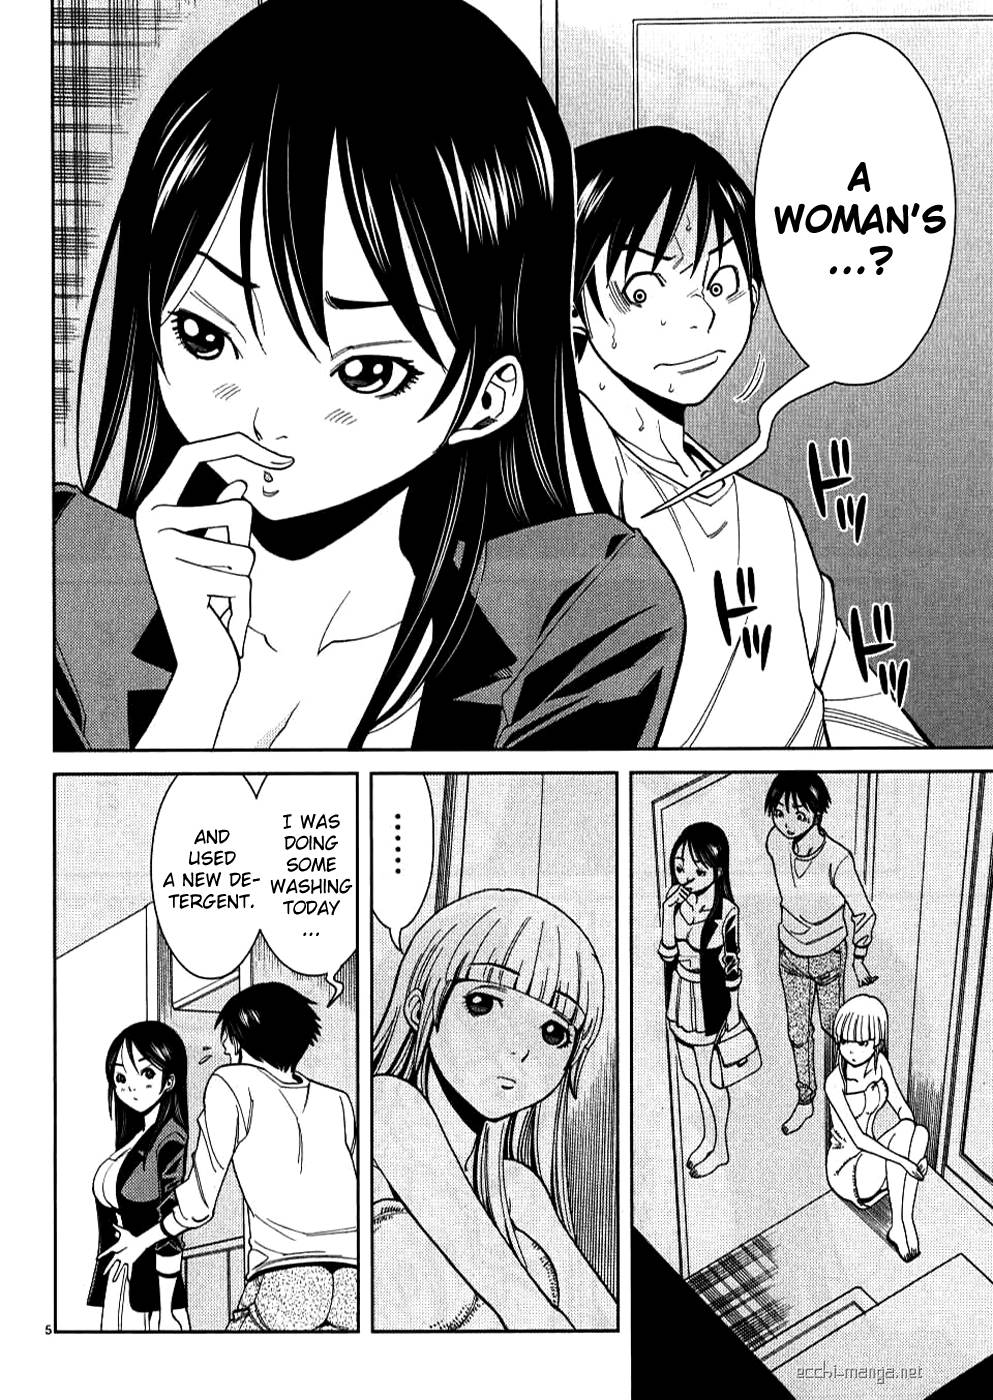 A
WOMAN'S
...?
ドッ
ドッ
ドッ
......
I WAS
DOING
SOME
WASHING
TODAY
...
AND
USED
A NEW DE-
TERGENT.
5
ecchi-manga.net